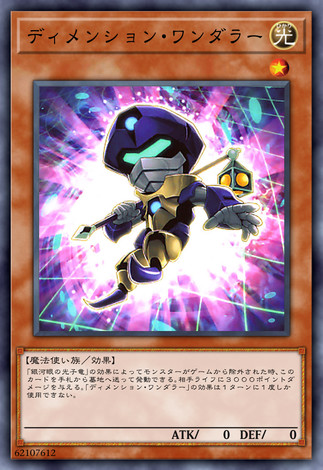 ディメンション・ワンダラー
光
【魔法使い族／効果】
「銀河眼の光子竜」の効果によってモンスターがゲームから除外された時、こ
のカードを手札から墓地へ送って発動できる。相手ライフに３０００ポイントダ
メージを与える。「ディメンション・ワンダラー」の効果は１ターンに１度しか
使用できない。
ATK/ 0 DEF/ 0
62107612